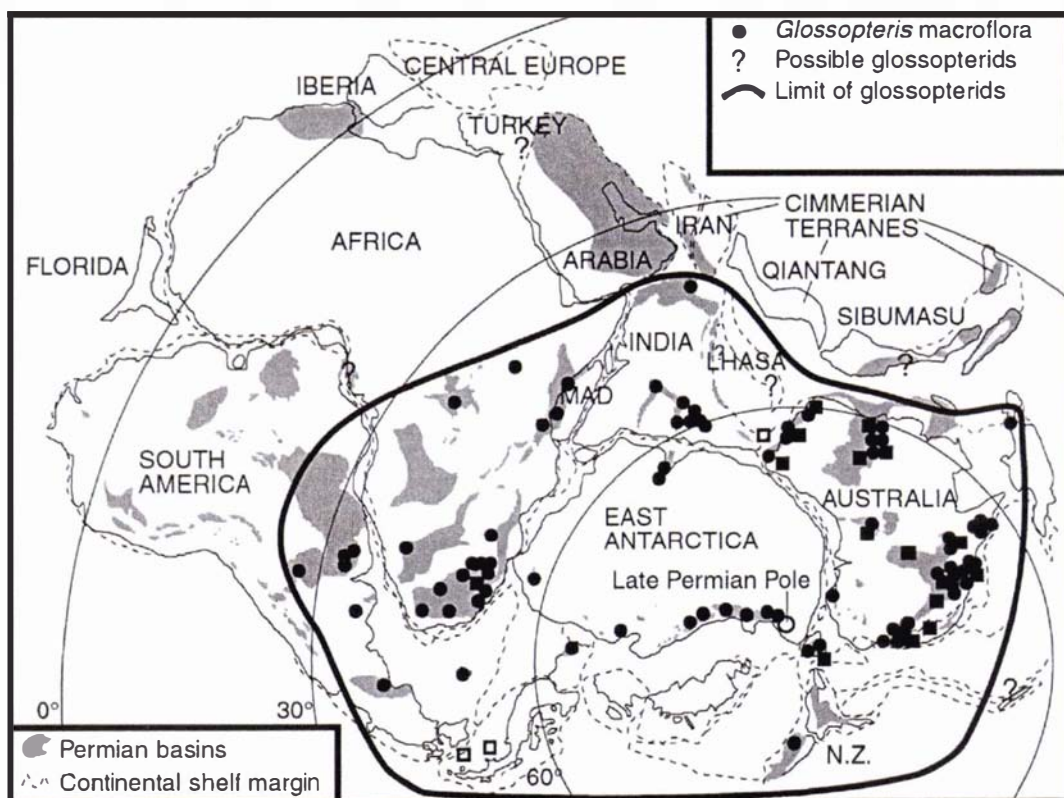 Glossopteris macroflora
? Possible glossopterids
Limit of glossopterids
CENTRAL EUROPE
IBERIA
TURKEY
?
CIMMERIAN
TERRANES
IRAN
AFRICA
ARABIA
QIANTANG
FLORIDA
SIBUMASU
INDIA
LHASA
?
?
?
MAD
SOUTH
AMERICA
AUSTRALIA
EAST
ANTARCTICA
Late Permian Pole
?
0°
30°
60°
N.Z.
Permian basins
Continental shelf margin